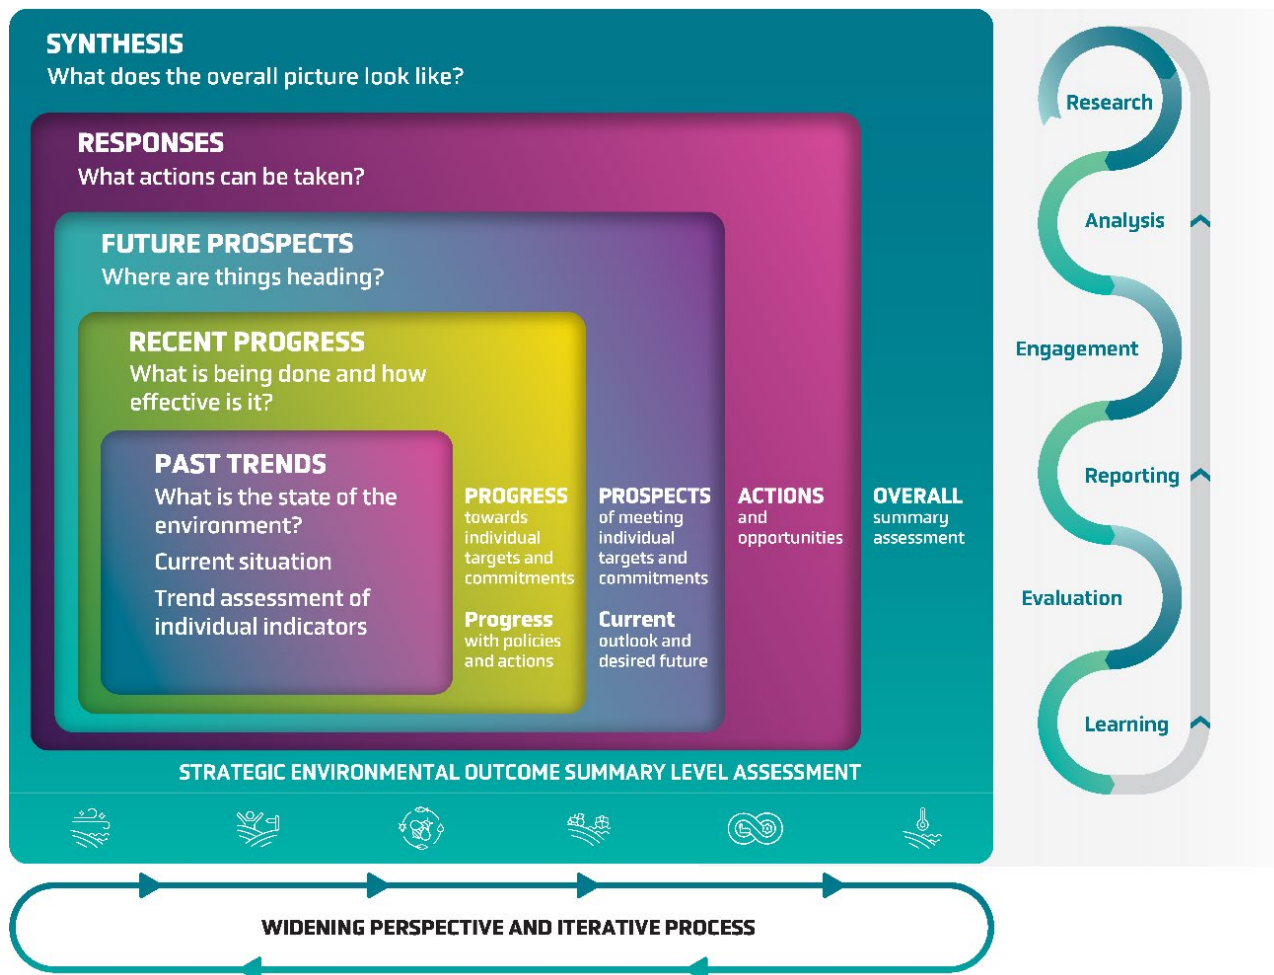 SYNTHESIS
What does the overall picture look like?
RESPONSES
What actions can be taken?
FUTURE PROSPECTS
Where are things heading?
RECENT PROGRESS
What is being done and how
effective is it?
PAST TRENDS
What is the state of the
environment?
Current situation
Trend assessment of
individual indicators
PROGRESS
towards
individual
targets and
commitments
Progress
with policies
and actions
PROSPECTS
of meeting
individual
targets and
commitments
Current
outlook and
desired future
ACTIONS
and
opportunities
OVERALL
summary
assessment
STRATEGIC ENVIRONMENTAL OUTCOME SUMMARY LEVEL ASSESSMENT
WIDENING PERSPECTIVE AND ITERATIVE PROCESS
Research
Analysis
Engagement
Reporting
Evaluation
Learning